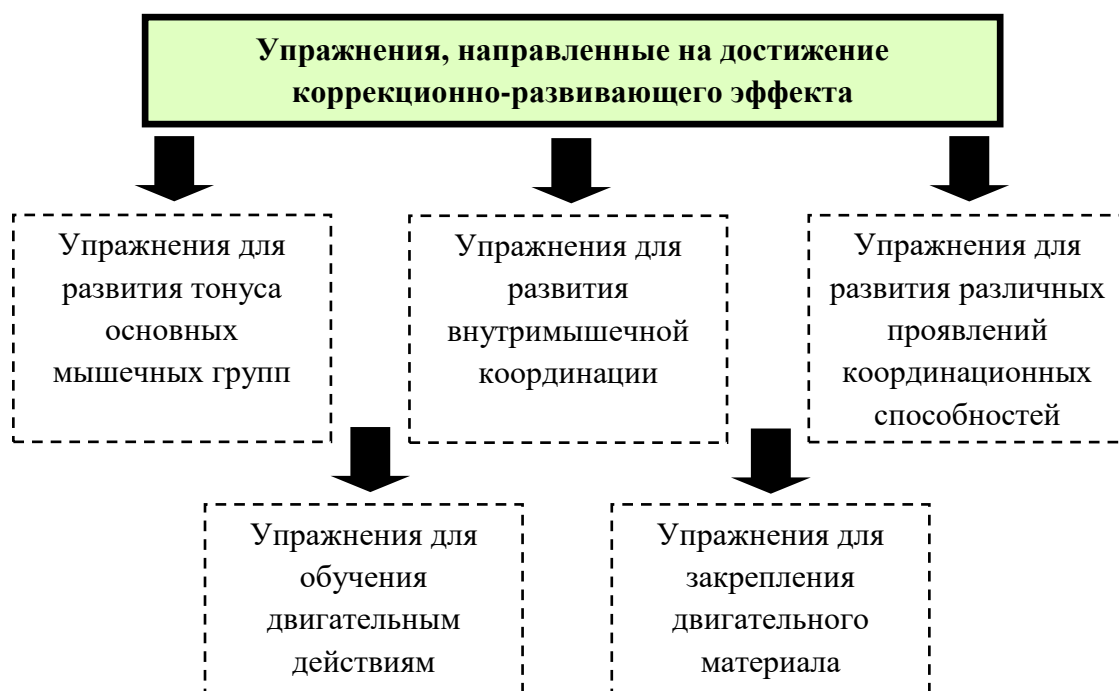 Упражнения, направленные на достижение
коррекционно-развивающего эффекта
Упражнения для
развития тонуса
основных
мышечных групп
Упражнения для
развития
внутримышечной
координации
Упражнения для
развития различных
проявлений
координационных
способностей
Упражнения для
обучения
двигательным
действиям
Упражнения для
закрепления
двигательного
материала